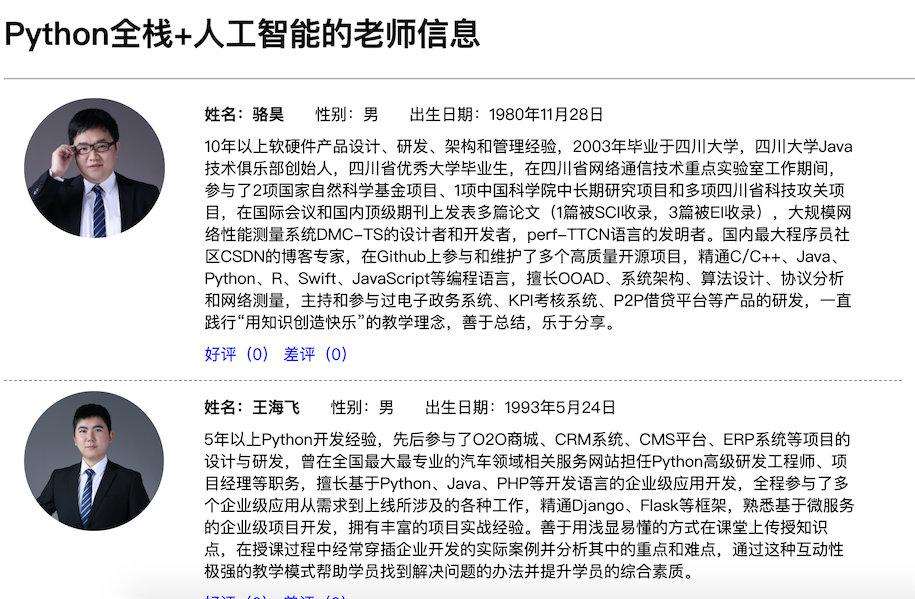 Python全栈+人工智能的老师信息
姓名：骆昊 性别：男 出生日期：1980年11月28日
10年以上软硬件产品设计、研发、架构和管理经验，2003年毕业于四川大学，四川大学Java
技术俱乐部创始人，四川省优秀大学毕业生，在四川省网络通信技术重点实验室工作期间，
参与了2项国家自然科学基金项目、1项中国科学院中长期研究项目和多项四川省科技攻关项
目，在国际会议和国内顶级期刊上发表多篇论文（1篇被SCI收录，3篇被EI收录），大规模网
络性能测量系统DMC-TS的设计者和开发者，perf-TTCN语言的发明者。国内最大程序员社
区CSDN的博客专家，在Github上参与和维护了多个高质量开源项目，精通C/C++、Java、
Python、R、Swift、JavaScript等编程语言，擅长OOAD、系统架构、算法设计、协议分析
和网络测量，主持和参与过电子政务系统、KPI考核系统、P2P借贷平台等产品的研发，一直
践行“用知识创造快乐”的教学理念，善于总结，乐于分享。
好评（0） 差评（0）
姓名：王海飞 性别：男 出生日期：1993年5月24日
5年以上Python开发经验，先后参与了O2O商城、CRM系统、CMS平台、ERP系统等项目的
设计与研发，曾在全国最大最专业的汽车领域相关服务网站担任Python高级研发工程师、项
目经理等职务，擅长基于Python、Java、PHP等开发语言的企业级应用开发，全程参与了多
个企业级应用从需求到上线所涉及的各种工作，精通Django、Flask等框架，熟悉基于微服务
的企业级项目开发，拥有丰富的项目实战经验。善于用浅显易懂的方式在课堂上传授知识
点，在授课过程中经常穿插企业开发的实际案例并分析其中的重点和难点，通过这种互动性
极强的教学模式帮助学员找到解决问题的办法并提升学员的综合素质。